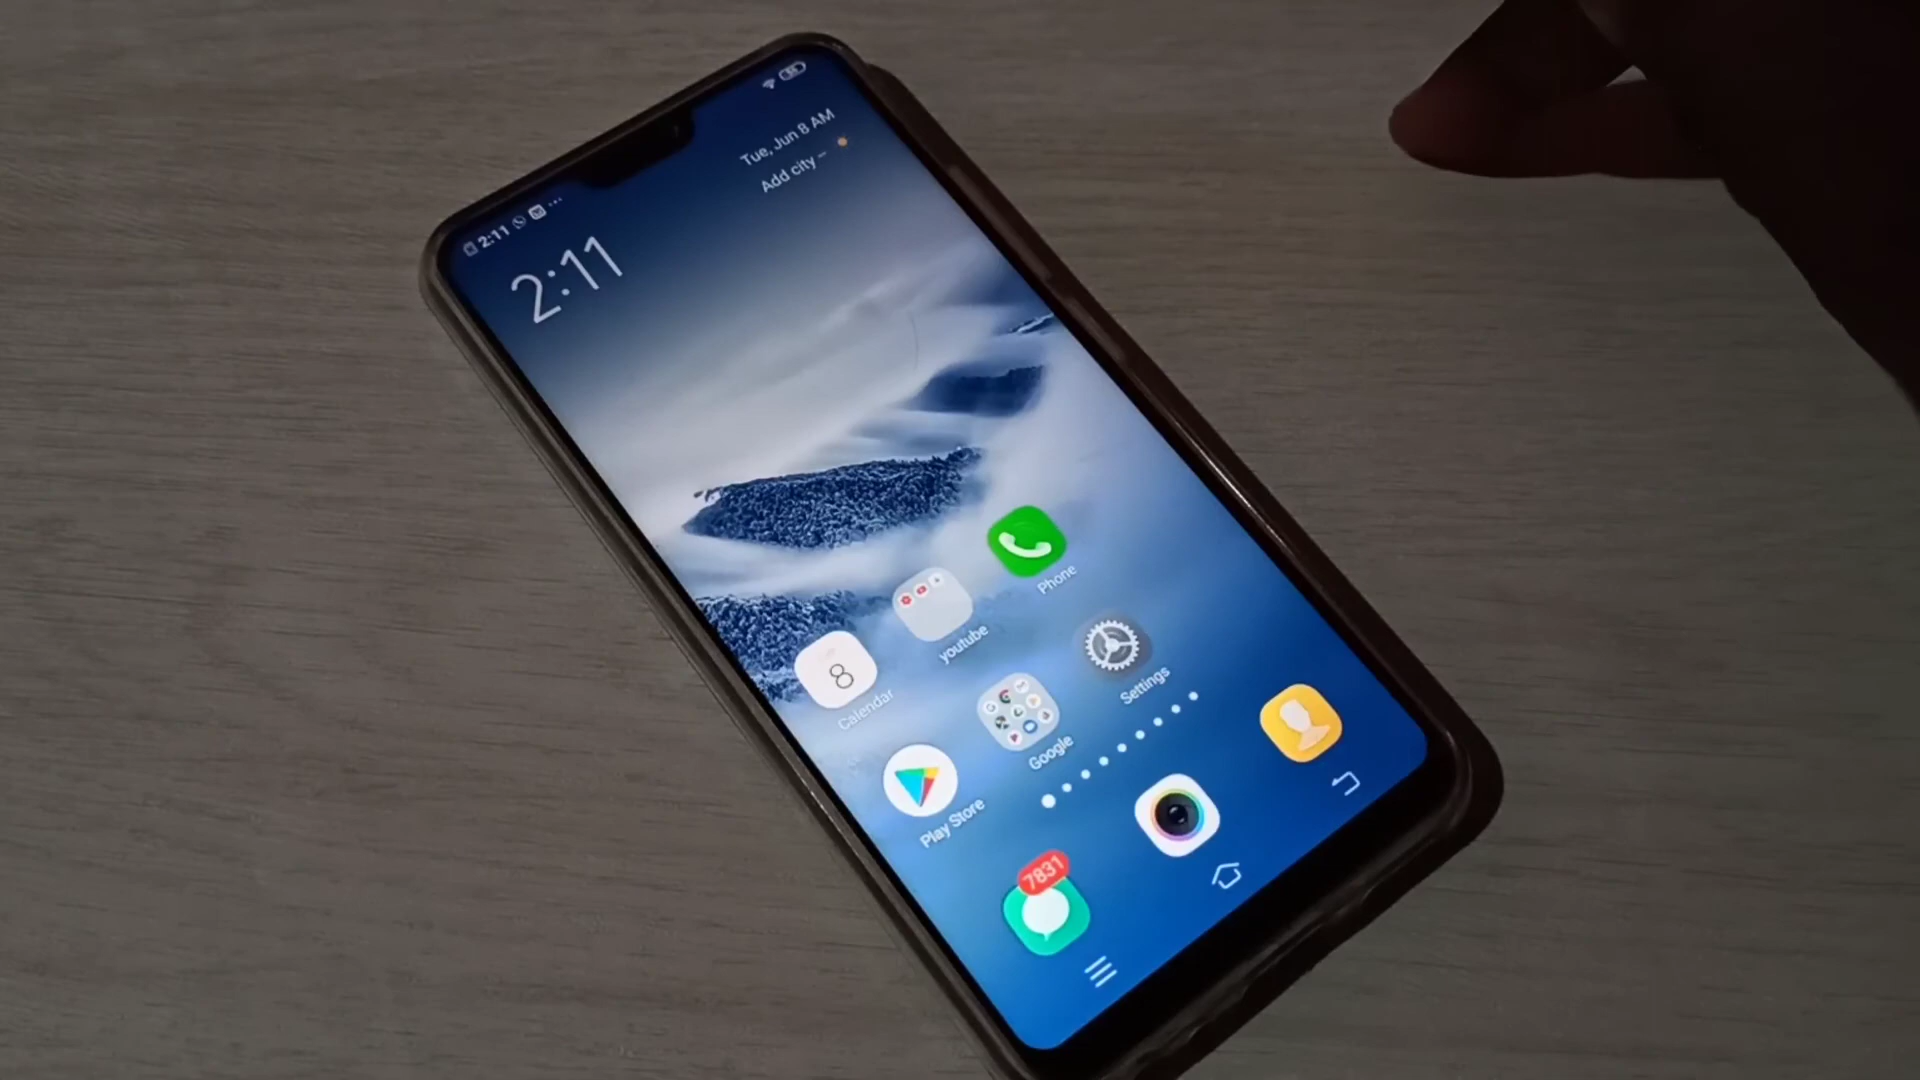 2:11
2:11
Tue, Jun 8 AM
Add city --
Phone
youtube
8
Calendar
Settings
Google
Play Store
7831